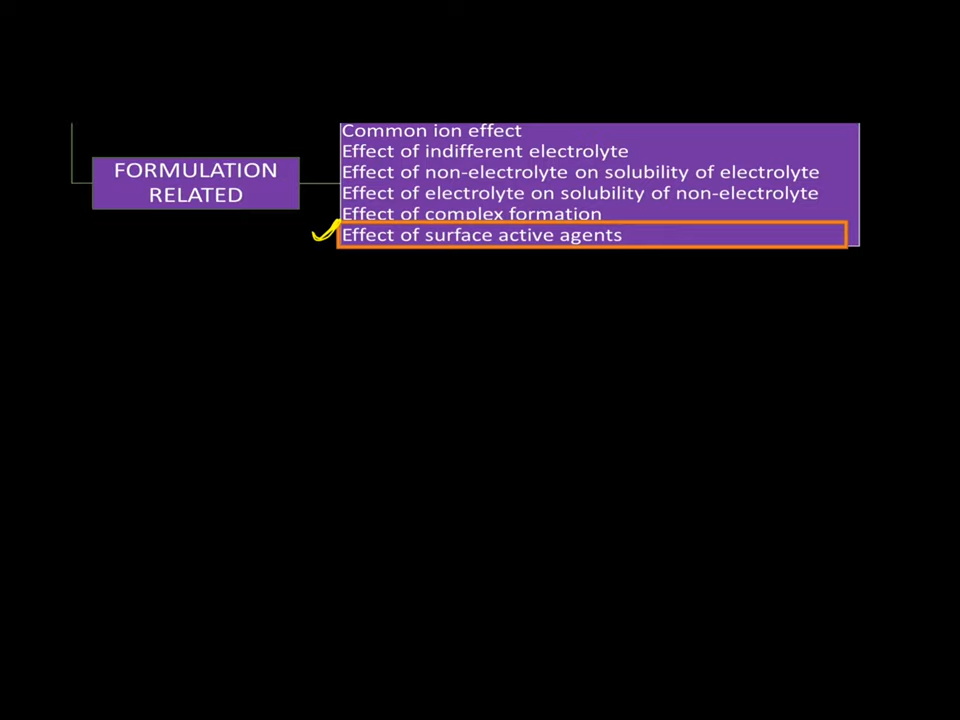 FORMULATION
RELATED
Common ion effect
Effect of indifferent electrolyte
Effect of non-electrolyte on solubility of electrolyte
Effect of electrolyte on solubility of non-electrolyte
Effect of complex formation
Effect of surface active agents